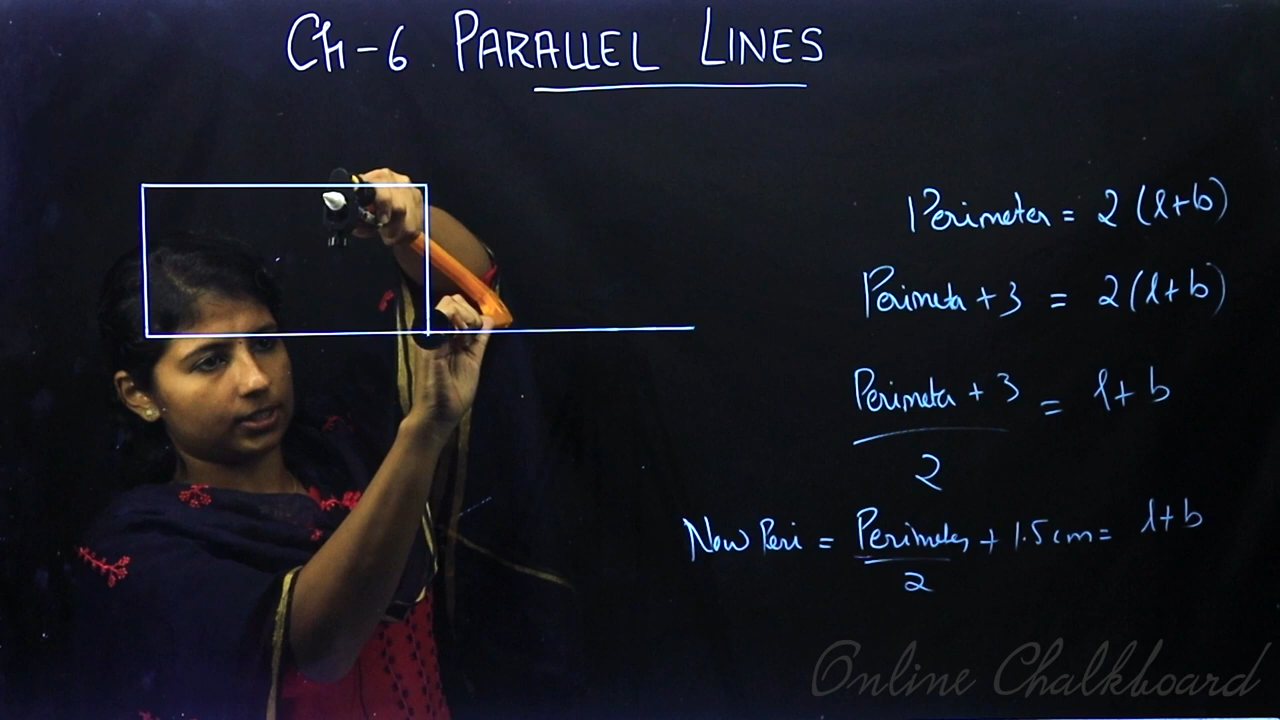 Ch-6 PARALLEL LINES
Perimeter = 2 (l+b)
Perimeter + 3 = 2 (l+b)
Perimeter + 3 = l + b
2
New Peri = Perimeter + 1.5 cm = l+b
2
Online Chalkboard